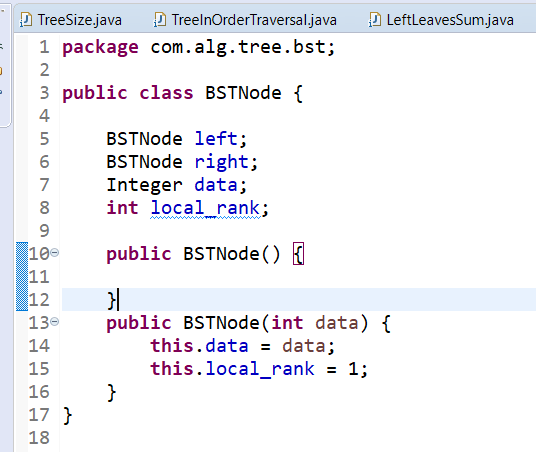 TreeSize.java TreeInOrderTraversal.java LeftLeavesSum.java
1 package com.alg.tree.bst;
2
3 public class BSTNode {
4
5     BSTNode left;
6     BSTNode right;
7     Integer data;
8     int local_rank;
9
10     public BSTNode() {
11
12     }
13     public BSTNode(int data) {
14         this.data = data;
15         this.local_rank = 1;
16     }
17 }
18